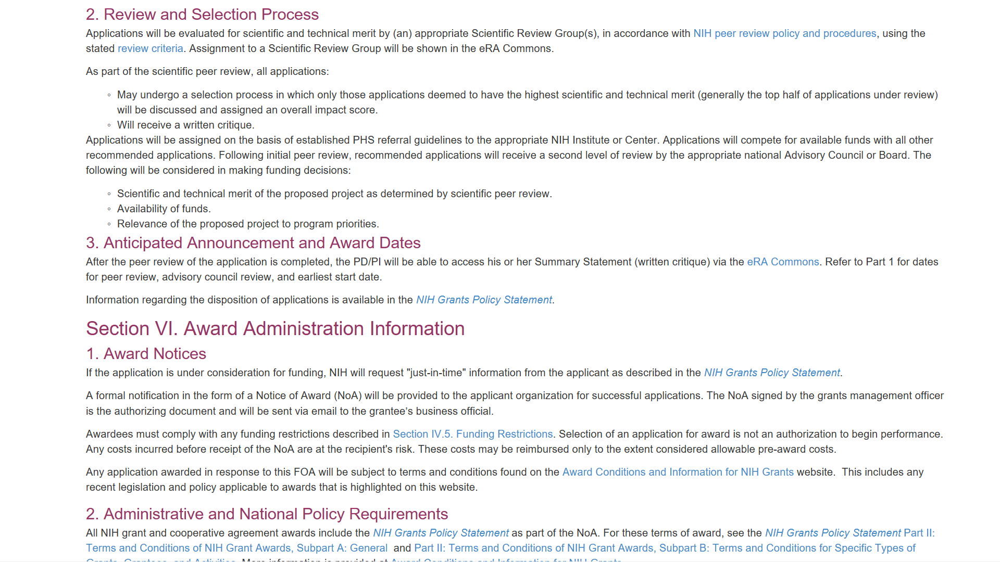 2. Review and Selection Process
Applications will be evaluated for scientific and technical merit by (an) appropriate Scientific Review Group(s), in accordance with NIH peer review policy and procedures, using the
stated review criteria. Assignment to a Scientific Review Group will be shown in the eRA Commons.
As part of the scientific peer review, all applications:
◦ May undergo a selection process in which only those applications deemed to have the highest scientific and technical merit (generally the top half of applications under review)
will be discussed and assigned an overall impact score.
◦ Will receive a written critique.
Applications will be assigned on the basis of established PHS referral guidelines to the appropriate NIH Institute or Center. Applications will compete for available funds with all other
recommended applications. Following initial peer review, recommended applications will receive a second level of review by the appropriate national Advisory Council or Board. The
following will be considered in making funding decisions:
◦ Scientific and technical merit of the proposed project as determined by scientific peer review.
◦ Availability of funds.
◦ Relevance of the proposed project to program priorities.
3. Anticipated Announcement and Award Dates
After the peer review of the application is completed, the PD/PI will be able to access his or her Summary Statement (written critique) via the eRA Commons. Refer to Part 1 for dates
for peer review, advisory council review, and earliest start date.
Information regarding the disposition of applications is available in the NIH Grants Policy Statement.
Section VI. Award Administration Information
1. Award Notices
If the application is under consideration for funding, NIH will request "just-in-time" information from the applicant as described in the NIH Grants Policy Statement.
A formal notification in the form of a Notice of Award (NoA) will be provided to the applicant organization for successful applications. The NoA signed by the grants management officer
is the authorizing document and will be sent via email to the grantee’s business official.
Awardees must comply with any funding restrictions described in Section IV.5. Funding Restrictions. Selection of an application for award is not an authorization to begin performance.
Any costs incurred before receipt of the NoA are at the recipient's risk. These costs may be reimbursed only to the extent considered allowable pre-award costs.
Any application awarded in response to this FOA will be subject to terms and conditions found on the Award Conditions and Information for NIH Grants website.  This includes any
recent legislation and policy applicable to awards that is highlighted on this website.
2. Administrative and National Policy Requirements
All NIH grant and cooperative agreement awards include the NIH Grants Policy Statement as part of the NoA. For these terms of award, see the NIH Grants Policy Statement Part II:
Terms and Conditions of NIH Grant Awards, Subpart A: General  and Part II: Terms and Conditions of NIH Grant Awards, Subpart B: Terms and Conditions for Specific Types of
Grants, Grantees, and Activities. More information is provided at Award Conditions and Information for NIH Grants.